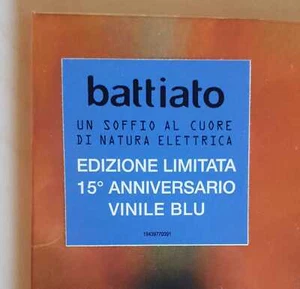 battiato
UN SOFFIO AL CUORE
DI NATURA ELETTRICA
EDIZIONE LIMITATA
15° ANNIVERSARIO
VINILE BLU